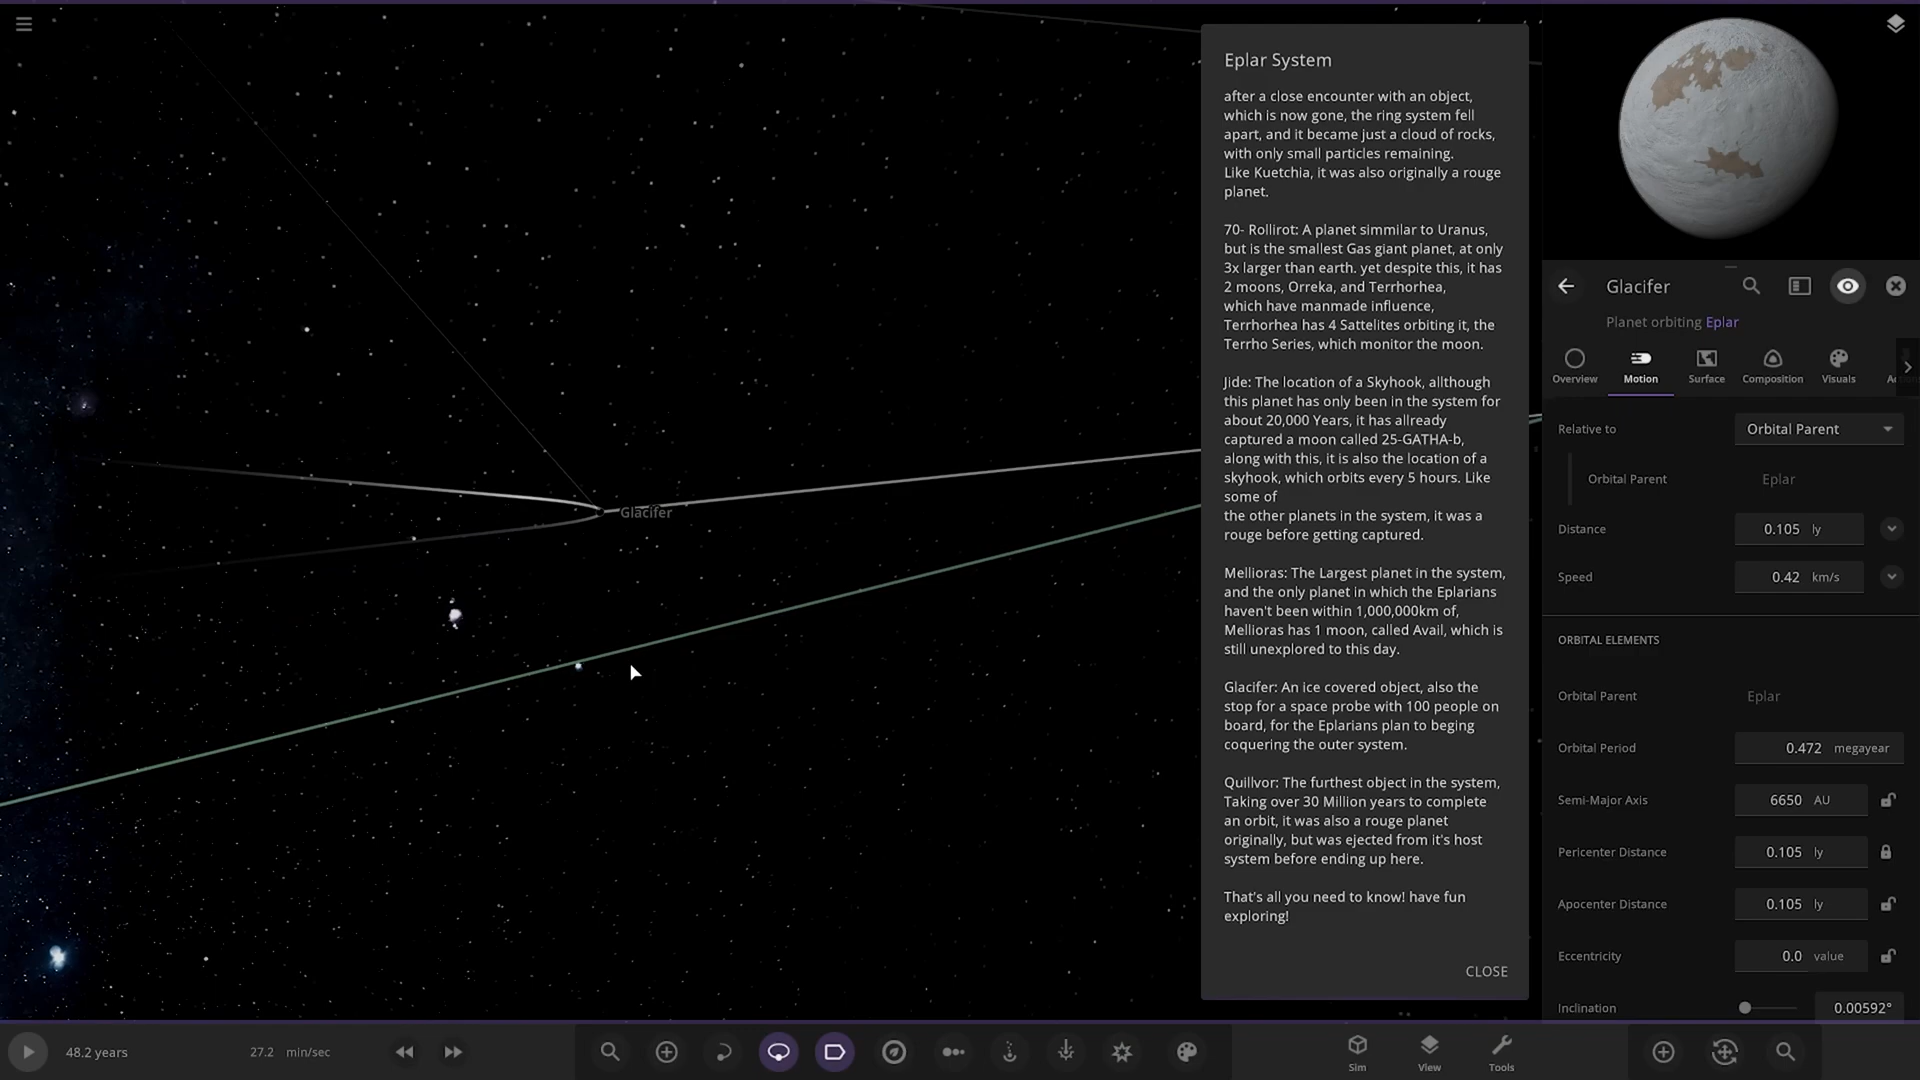 Glacifer
Eplar System
after a close encounter with an object,
which is now gone, the ring system fell
apart, and it became just a cloud of rocks,
with only small particles remaining.
Like Kuetchia, it was also originally a rouge
planet.
70- Rollirot: A planet simmilar to Uranus,
but is the smallest Gas giant planet, at only
3x larger than earth. yet despite this, it has
2 moons, Orreka, and Terrhorhea,
which have manmade influence,
Terrhorhea has 4 Sattelites orbiting it, the
Terrho Series, which monitor the moon.
Jide: The location of a Skyhook, allthough
this planet has only been in the system for
about 20,000 Years, it has allready
captured a moon called 25-GATHA-b,
along with this, it is also the location of a
skyhook, which orbits every 5 hours. Like
some of
the other planets in the system, it was a
rouge before getting captured.
Mellioras: The Largest planet in the system,
and the only planet in which the Eplarians
haven't been within 1,000,000km of,
Mellioras has 1 moon, called Avail, which is
still unexplored to this day.
Glacifer: An ice covered object, also the
stop for a space probe with 100 people on
board, for the Eplarians plan to beging
coquering the outer system.
Quillvor: The furthest object in the system,
Taking over 30 Million years to complete
an orbit, it was also a rouge planet
originally, but was ejected from it's host
system before ending up here.
That's all you need to know! have fun
exploring!
CLOSE
Glacifer
Planet orbiting Eplar
Overview Motion Surface Composition Visuals
Relative to Orbital Parent
Orbital Parent Eplar
Distance 0.105 ly
Speed 0.42 km/s
ORBITAL ELEMENTS
Orbital Parent Eplar
Orbital Period 0.472 megayear
Semi-Major Axis 6650 AU
Pericenter Distance 0.105 ly
Apocenter Distance 0.105 ly
Eccentricity 0.0 value
Inclination 0.00592°
48.2 years 27.2 min/sec Sim View Tools